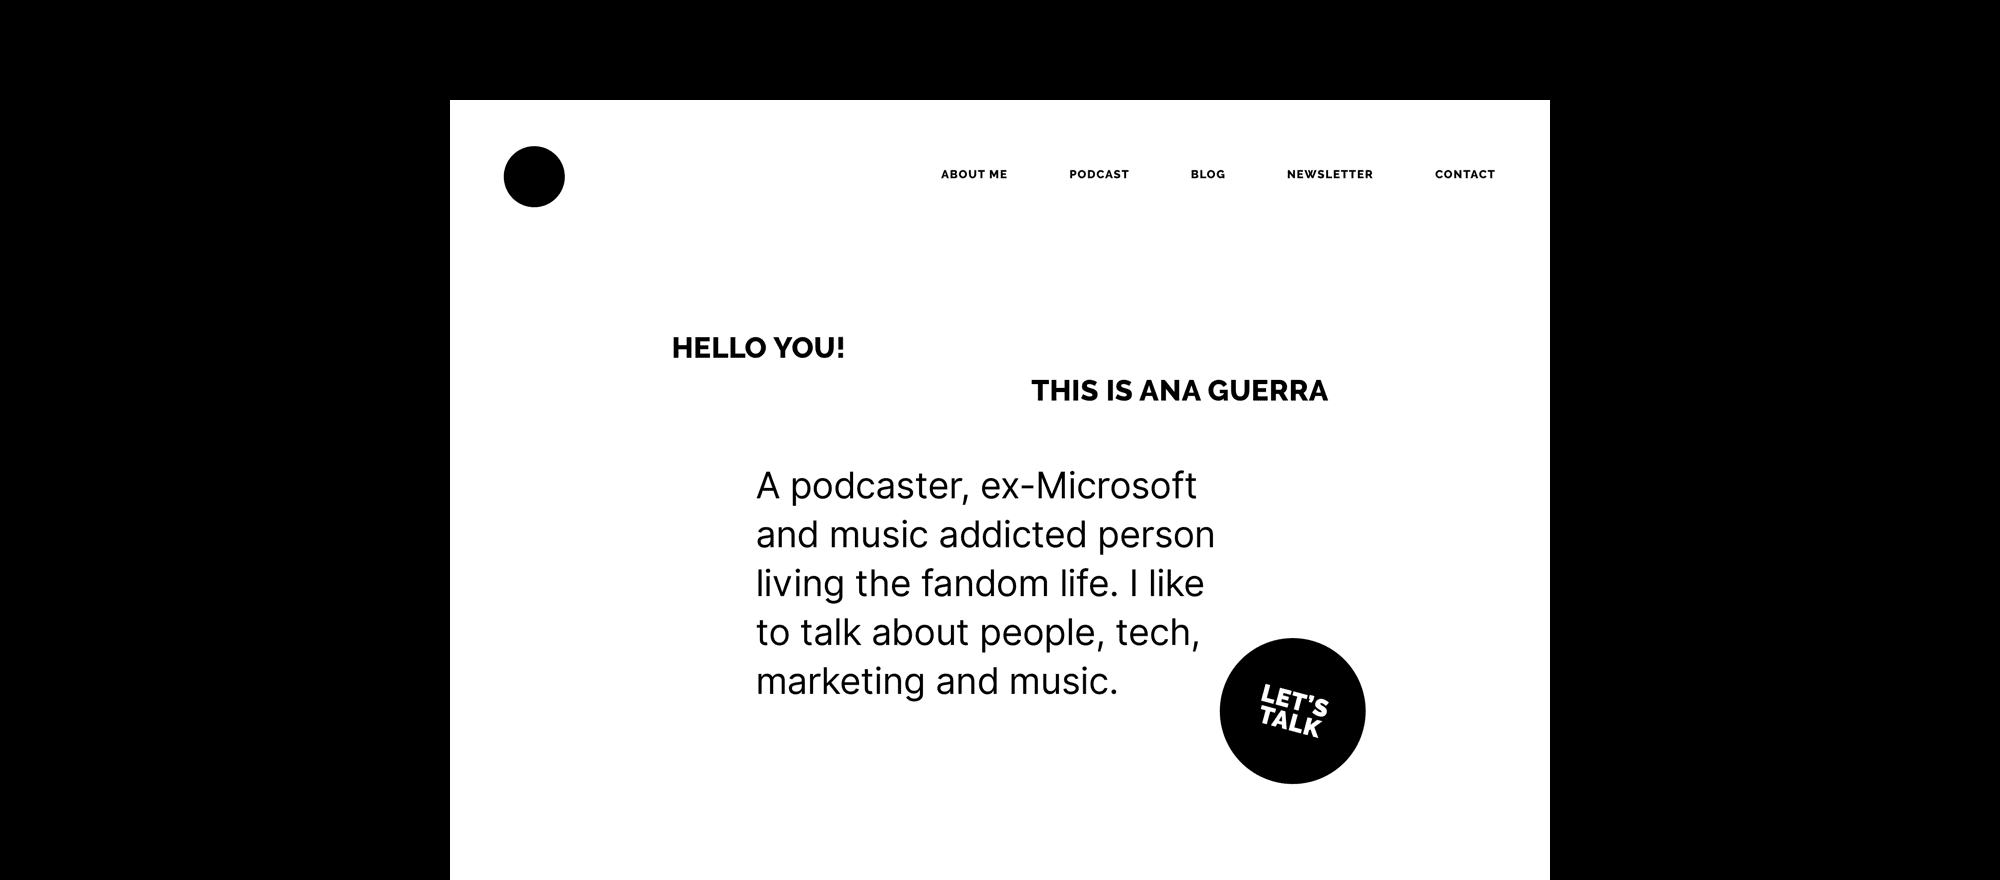 ABOUT ME PODCAST BLOG NEWSLETTER CONTACT
HELLO YOU!
THIS IS ANA GUERRA
A podcaster, ex-Microsoft
and music addicted person
living the fandom life. I like
to talk about people, tech,
marketing and music.
LET'S
TALK